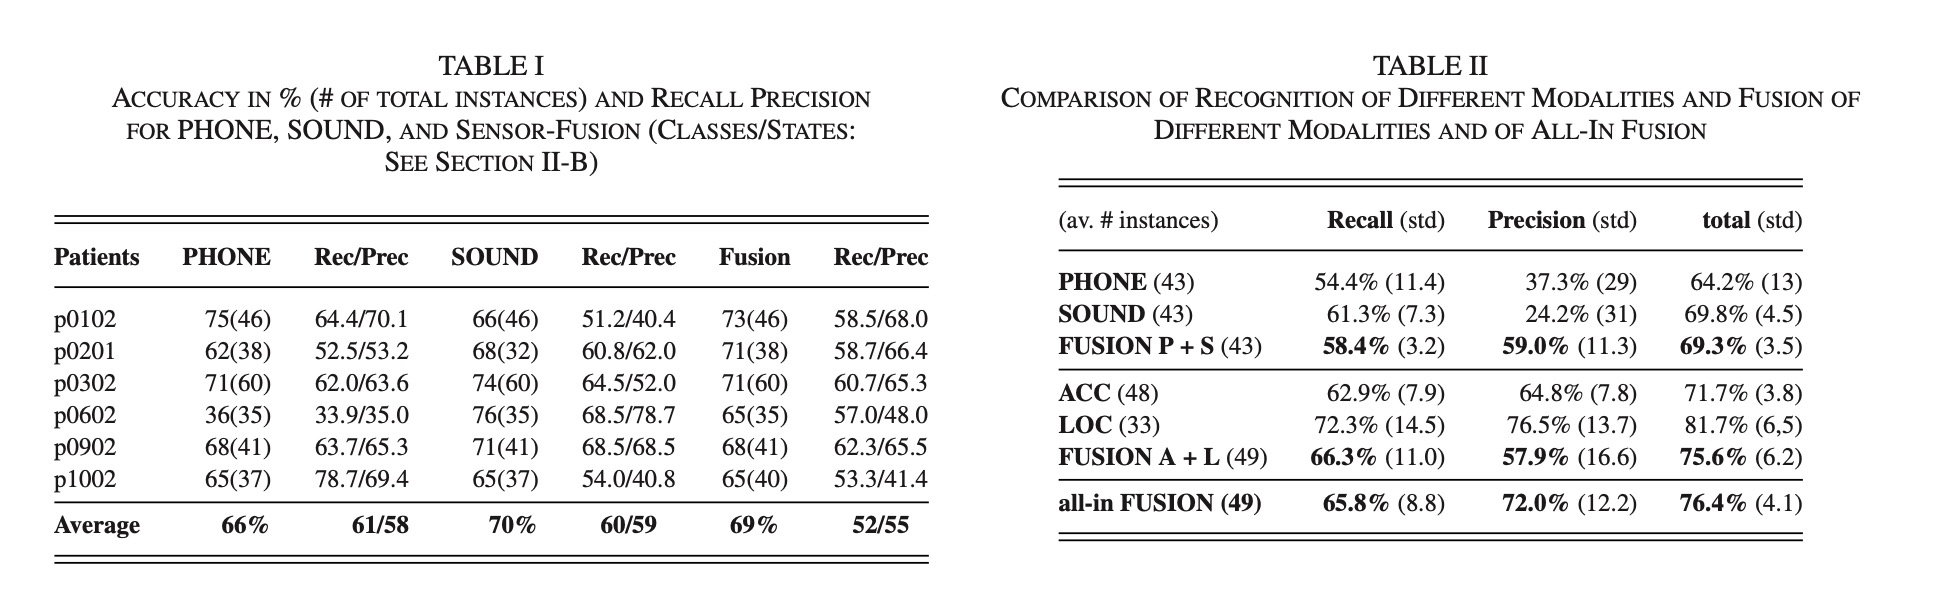 TABLE I
ACCURACY IN % (# OF TOTAL INSTANCES) AND RECALL PRECISION
FOR PHONE, SOUND, AND SENSOR-FUSION (CLASSES/STATES:
SEE SECTION II-B)
Patients PHONE Rec/Prec SOUND Rec/Prec Fusion Rec/Prec
p0102 75(46) 64.4/70.1 66(46) 51.2/40.4 73(46) 58.5/68.0
p0201 62(38) 52.5/53.2 68(32) 60.8/62.0 71(38) 58.7/66.4
p0302 71(60) 62.0/63.6 74(60) 64.5/52.0 71(60) 60.7/65.3
p0602 36(35) 33.9/35.0 76(35) 68.5/78.7 65(35) 57.0/48.0
p0902 68(41) 63.7/65.3 71(41) 68.5/68.5 68(41) 62.3/65.5
p1002 65(37) 78.7/69.4 65(37) 54.0/40.8 65(40) 53.3/41.4
Average 66% 61/58 70% 60/59 69% 52/55
TABLE II
COMPARISON OF RECOGNITION OF DIFFERENT MODALITIES AND FUSION OF
DIFFERENT MODALITIES AND OF ALL-IN FUSION
(av. # instances) Recall (std) Precision (std) total (std)
PHONE (43) 54.4% (11.4) 37.3% (29) 64.2% (13)
SOUND (43) 61.3% (7.3) 24.2% (31) 69.8% (4.5)
FUSION P + S (43) 58.4% (3.2) 59.0% (11.3) 69.3% (3.5)
ACC (48) 62.9% (7.9) 64.8% (7.8) 71.7% (3.8)
LOC (33) 72.3% (14.5) 76.5% (13.7) 81.7% (6,5)
FUSION A + L (49) 66.3% (11.0) 57.9% (16.6) 75.6% (6.2)
all-in FUSION (49) 65.8% (8.8) 72.0% (12.2) 76.4% (4.1)